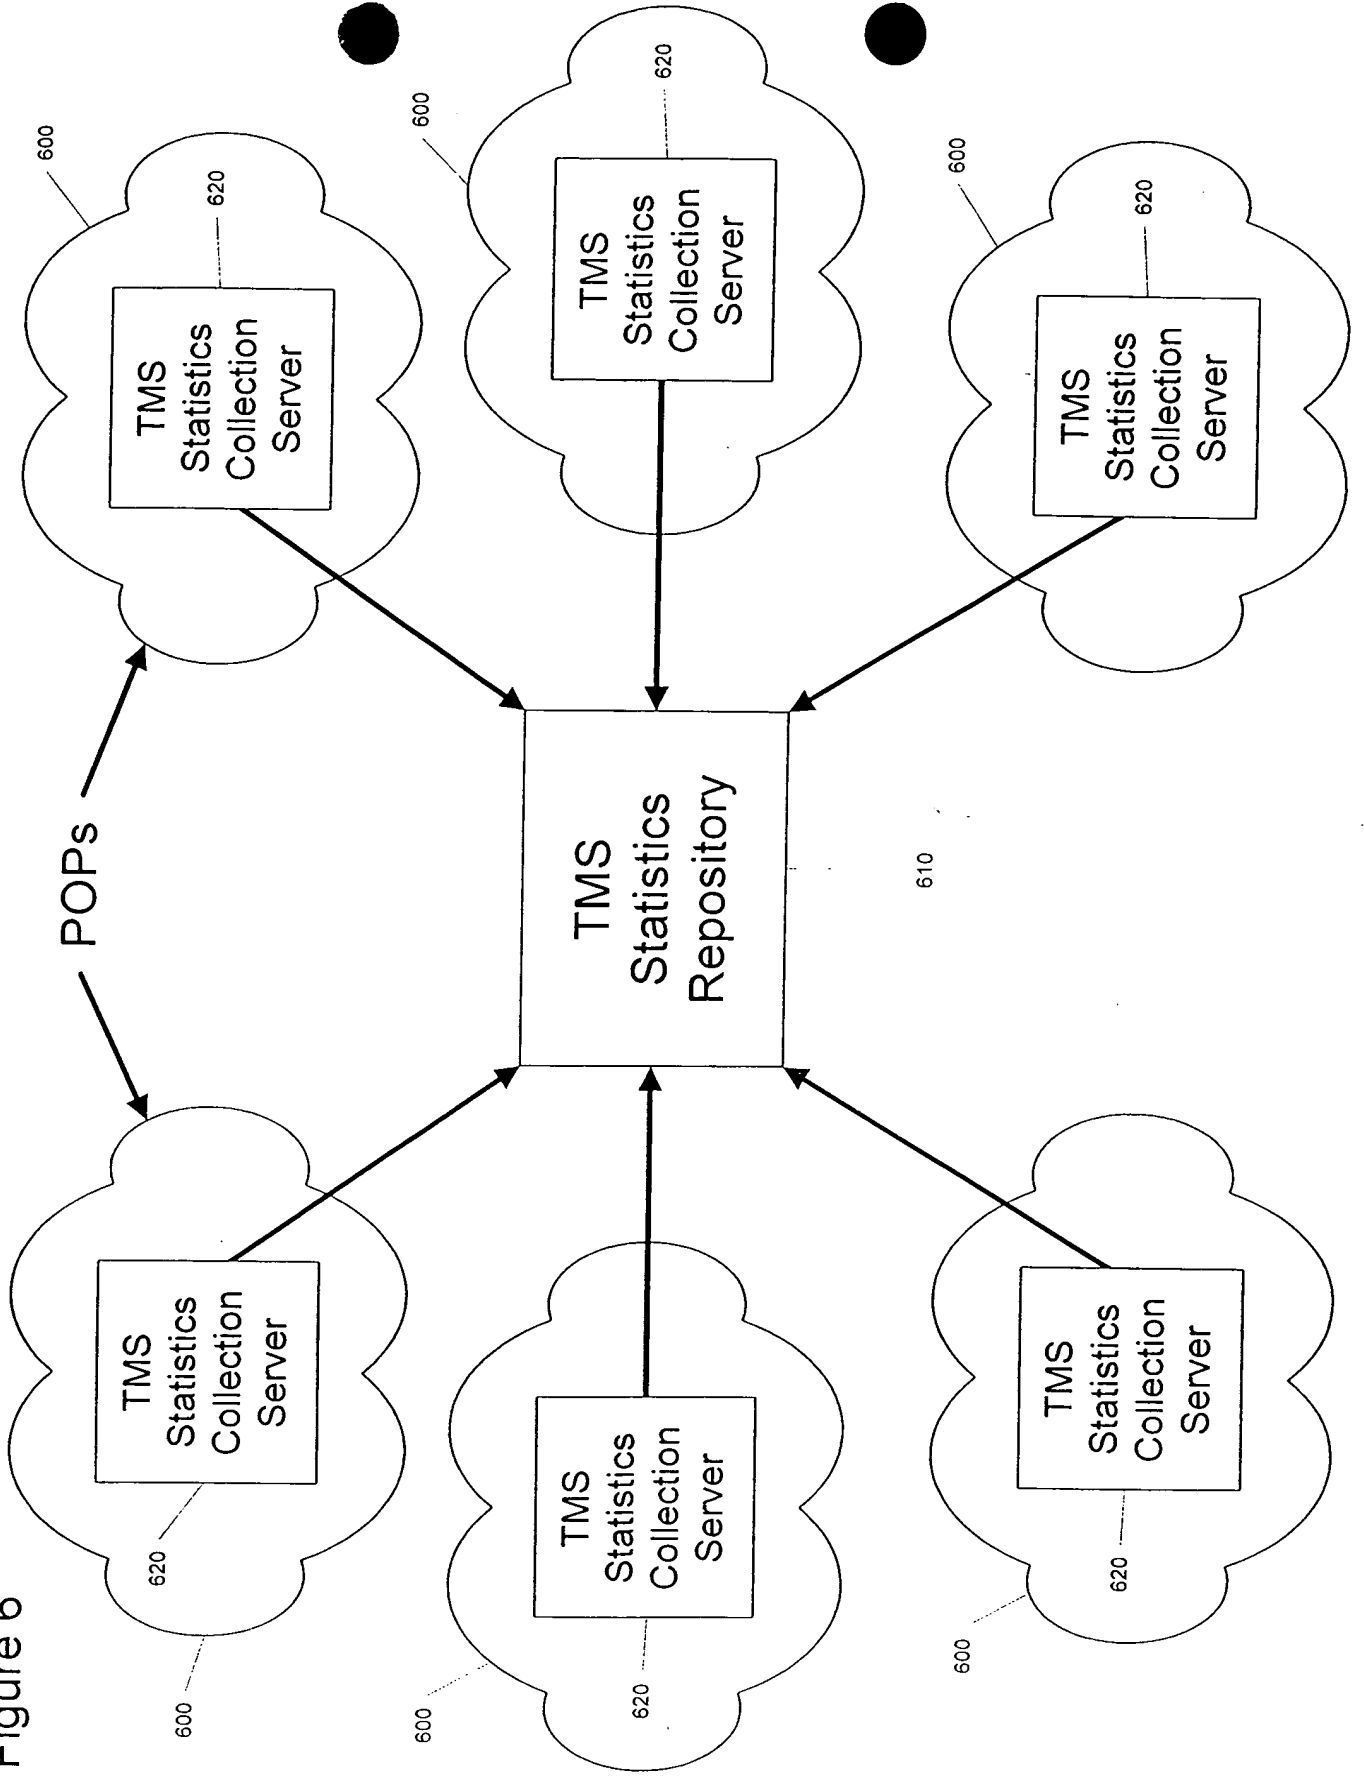 Figure 6
POPs
600
620
TMS
Statistics
Collection
Server
TMS
Statistics
Collection
Server
620
600
600
620
TMS
Statistics
Collection
Server
TMS
Statistics
Repository
610
TMS
Statistics
Collection
Server
620
600
600
620
TMS
Statistics
Collection
Server
TMS
Statistics
Collection
Server
620
600